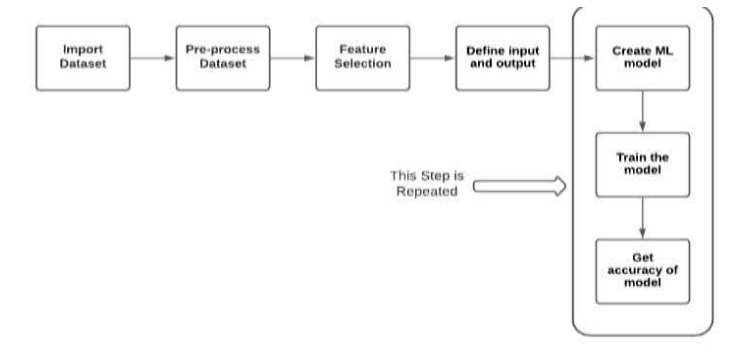 Import
Dataset
Pre-process
Dataset
Feature
Selection
Define input
and output
Create ML
model
Train the
model
This Step is
Repeated
Get
accuracy of
model